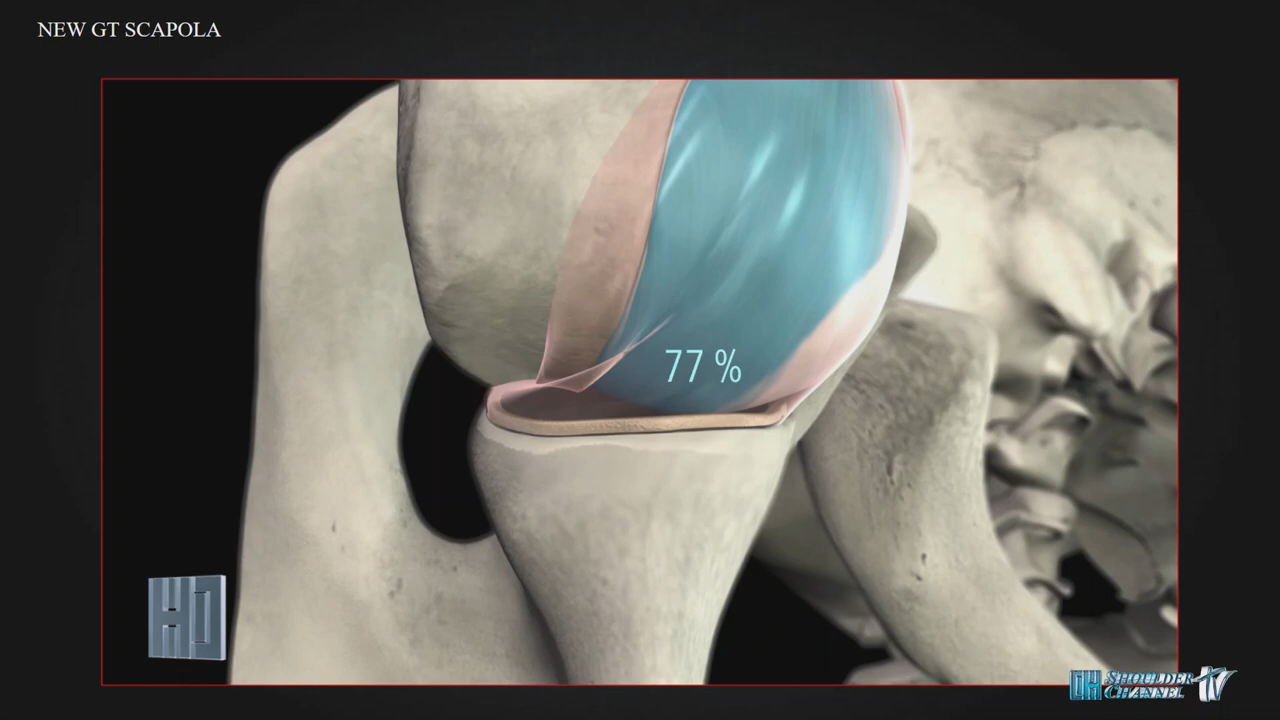 NEW GT SCAPOLA
77 %
HD
SHOULDER
CHANNEL TV